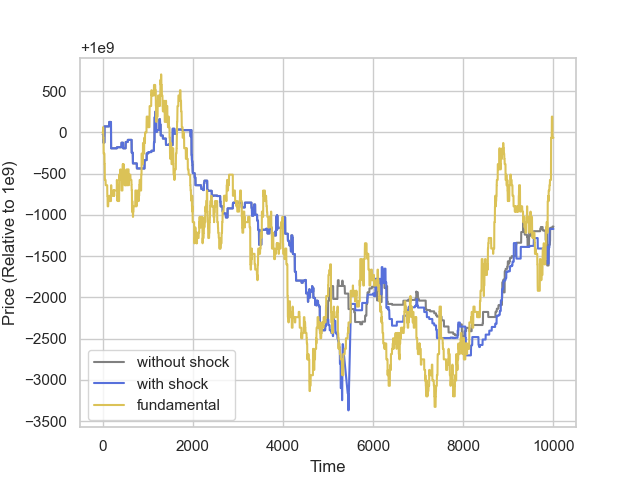 +1e9
500
0
−500
−1000
−1500
−2000
−2500
−3000
−3500
Price (Relative to 1e9)
without shock
with shock
fundamental
0
2000
4000
6000
8000
10000
Time